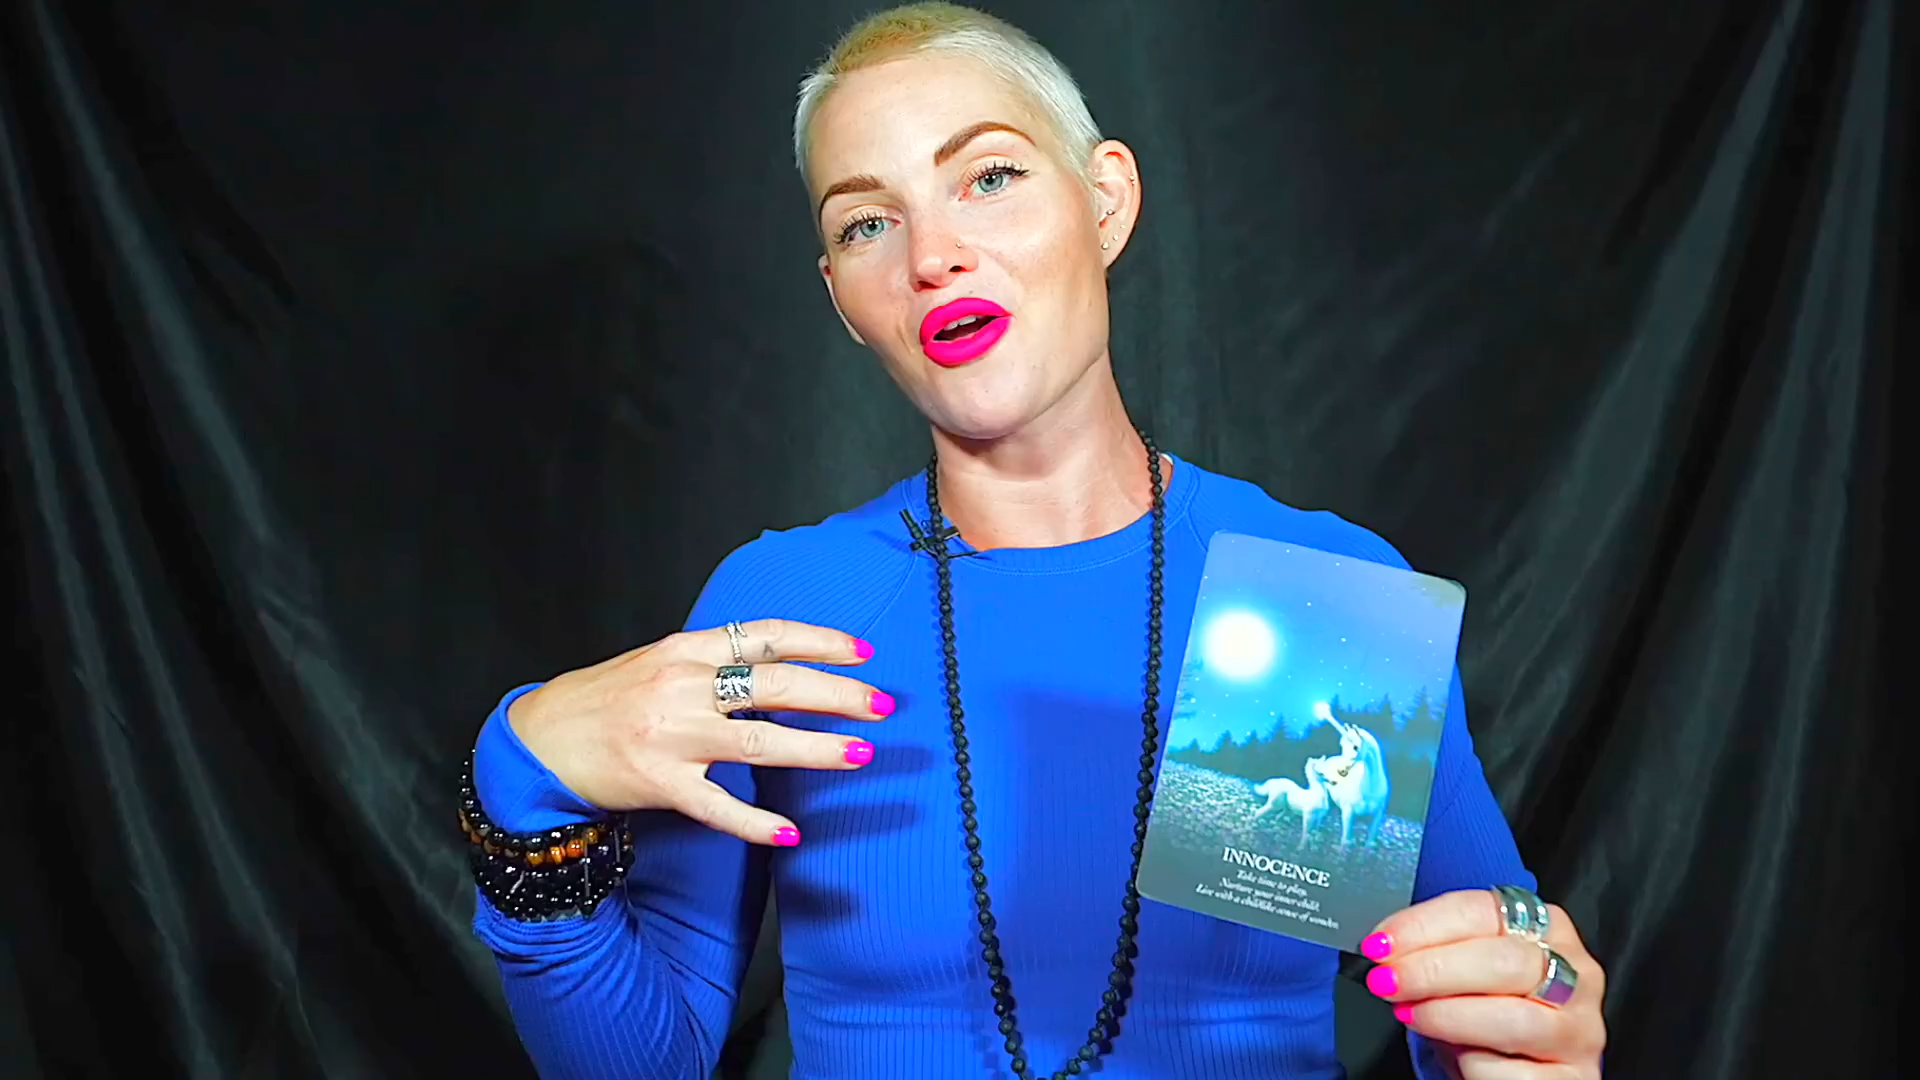 INNOCENCE
Take time to play.
Nurture your inner child.
Live with a childlike sense of wonder.